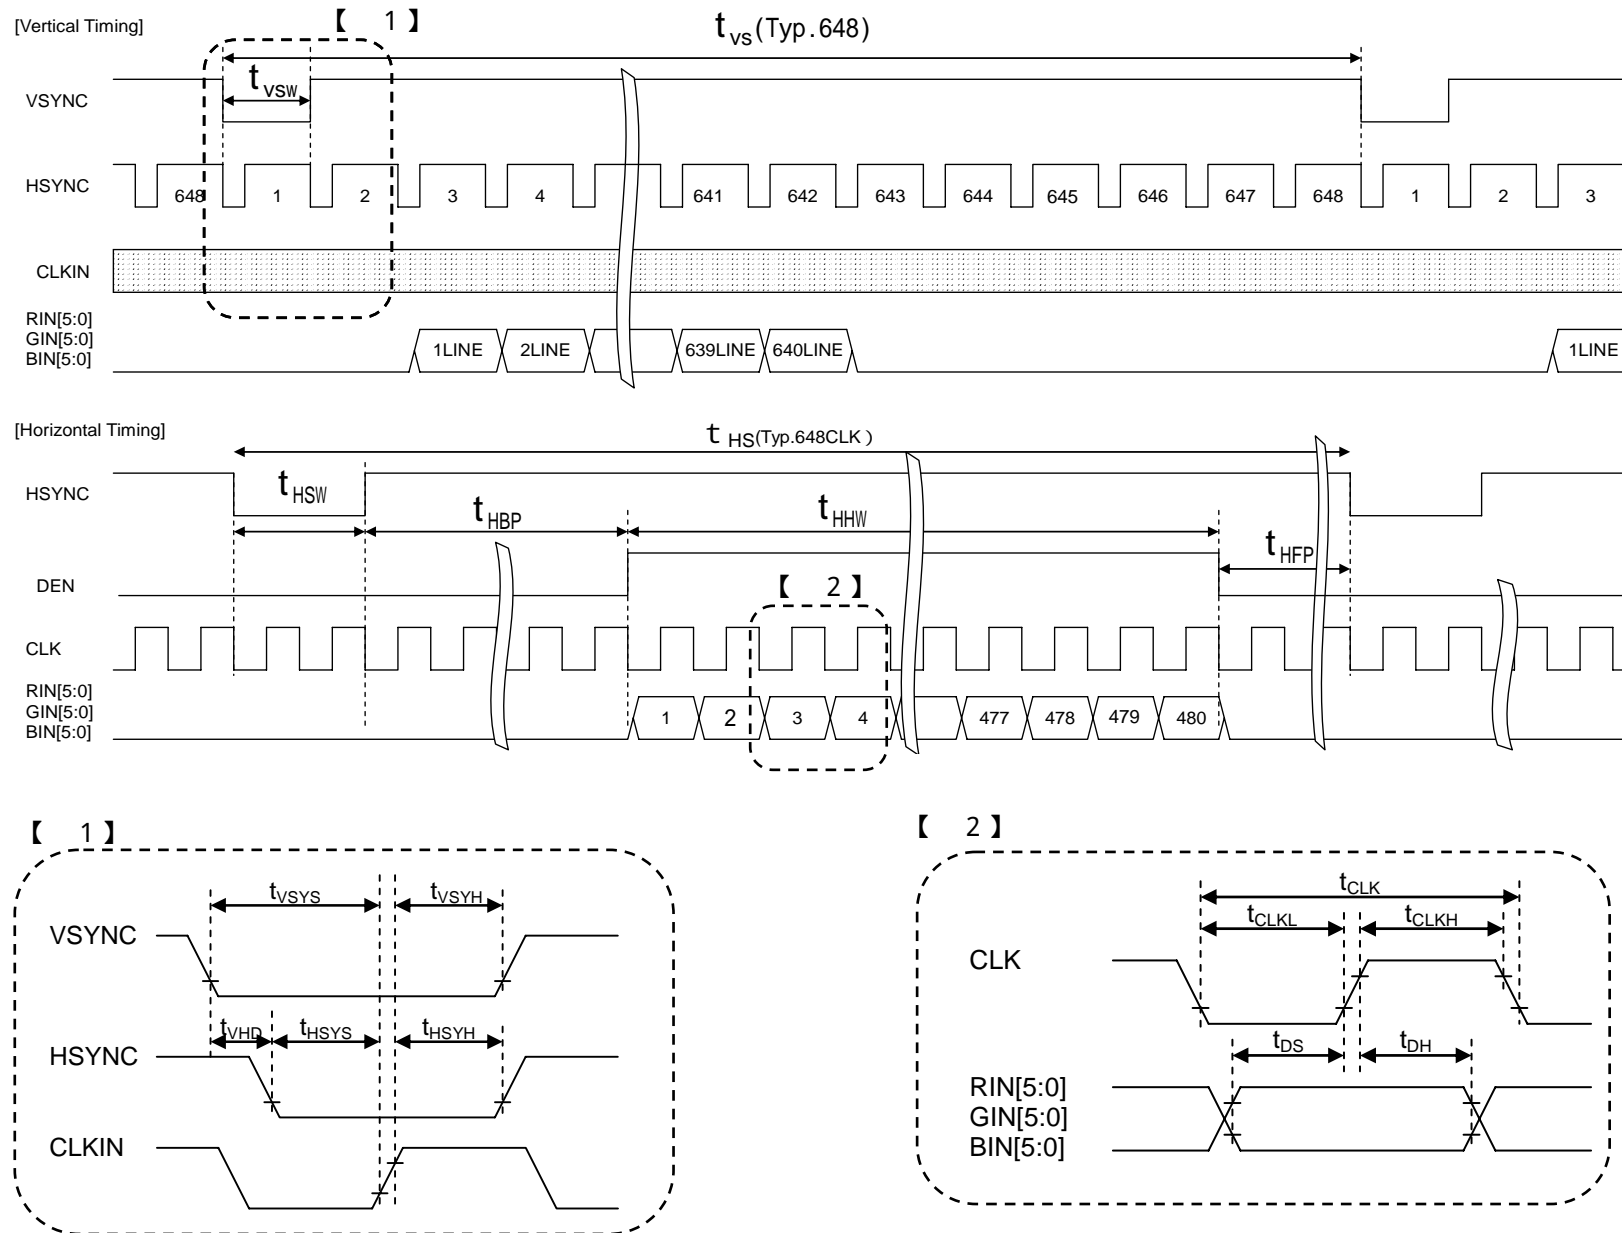 [Vertical Timing]
【 1 】
tVS(Typ.648)
tVSW
VSYNC
HSYNC
648 1 2 3 4 641 642 643 644 645 646 647 648 1 2 3
CLKIN
RIN[5:0]
GIN[5:0]
BIN[5:0]
1LINE 2LINE 639LINE 640LINE 1LINE
[Horizontal Timing]
tHS(Typ.648CLK)
HSYNC
tHSW
tHBP
tHHW
tHFP
DEN
【 2 】
CLK
RIN[5:0]
GIN[5:0]
BIN[5:0]
1 2 3 4 477 478 479 480
【 1 】
tVSYS tVSYH
VSYNC
tVHD tHSYS tHSYH
HSYNC
CLKIN
【 2 】
tCLK
tCLKL tCLKH
CLK
tDS tDH
RIN[5:0]
GIN[5:0]
BIN[5:0]